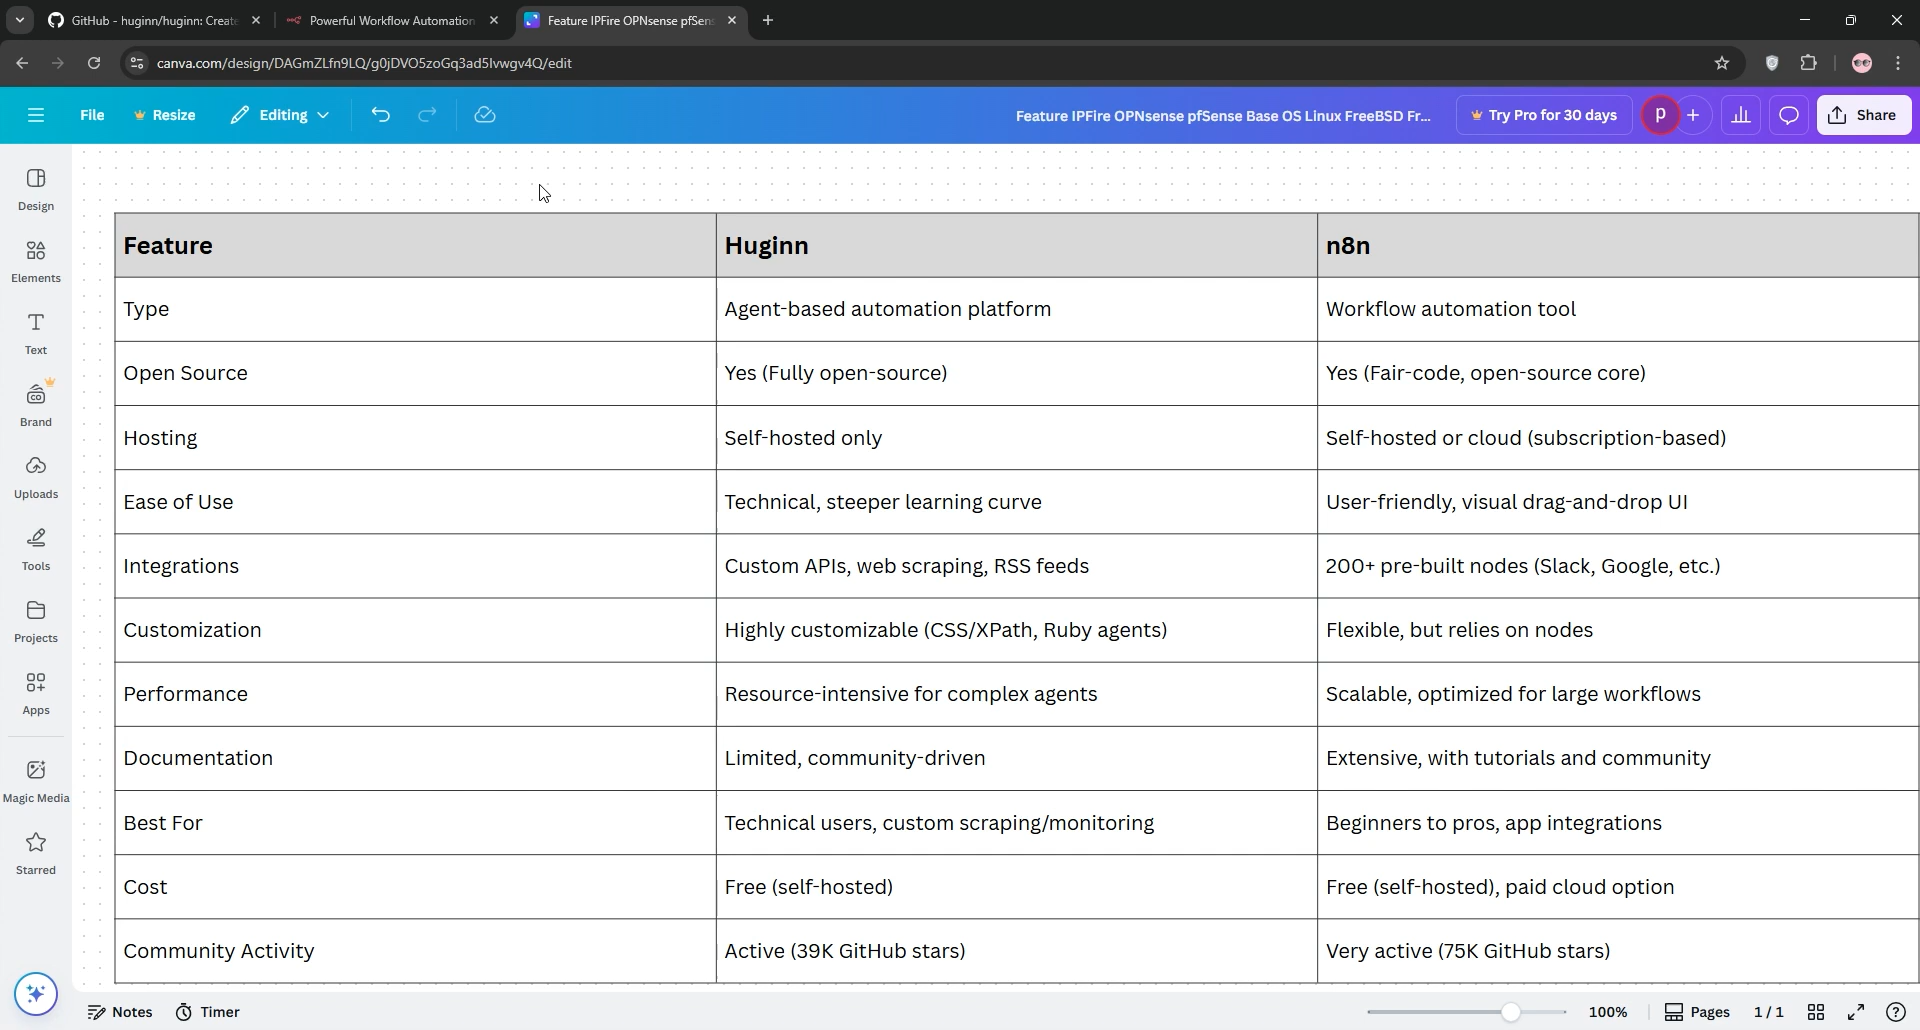 GitHub - huginn/huginn: Create
Powerful Workflow Automation
Feature IPFire OPNsense pfSens
canva.com/design/DAGmZLfn9LQ/g0jDVO5zoGq3ad5lvwgv4Q/edit
File
Resize
Editing
Feature IPFire OPNsense pfSense Base OS Linux FreeBSD Fr...
Try Pro for 30 days
P
Share
Design
Elements
Text
Brand
Uploads
Tools
Projects
Apps
Magic Media
Starred
Feature Huginn n8n
Type Agent-based automation platform Workflow automation tool
Open Source Yes (Fully open-source) Yes (Fair-code, open-source core)
Hosting Self-hosted only Self-hosted or cloud (subscription-based)
Ease of Use Technical, steeper learning curve User-friendly, visual drag-and-drop UI
Integrations Custom APIs, web scraping, RSS feeds 200+ pre-built nodes (Slack, Google, etc.)
Customization Highly customizable (CSS/XPath, Ruby agents) Flexible, but relies on nodes
Performance Resource-intensive for complex agents Scalable, optimized for large workflows
Documentation Limited, community-driven Extensive, with tutorials and community
Best For Technical users, custom scraping/monitoring Beginners to pros, app integrations
Cost Free (self-hosted) Free (self-hosted), paid cloud option
Community Activity Active (39K GitHub stars) Very active (75K GitHub stars)
Notes
Timer
100%
Pages
1 / 1